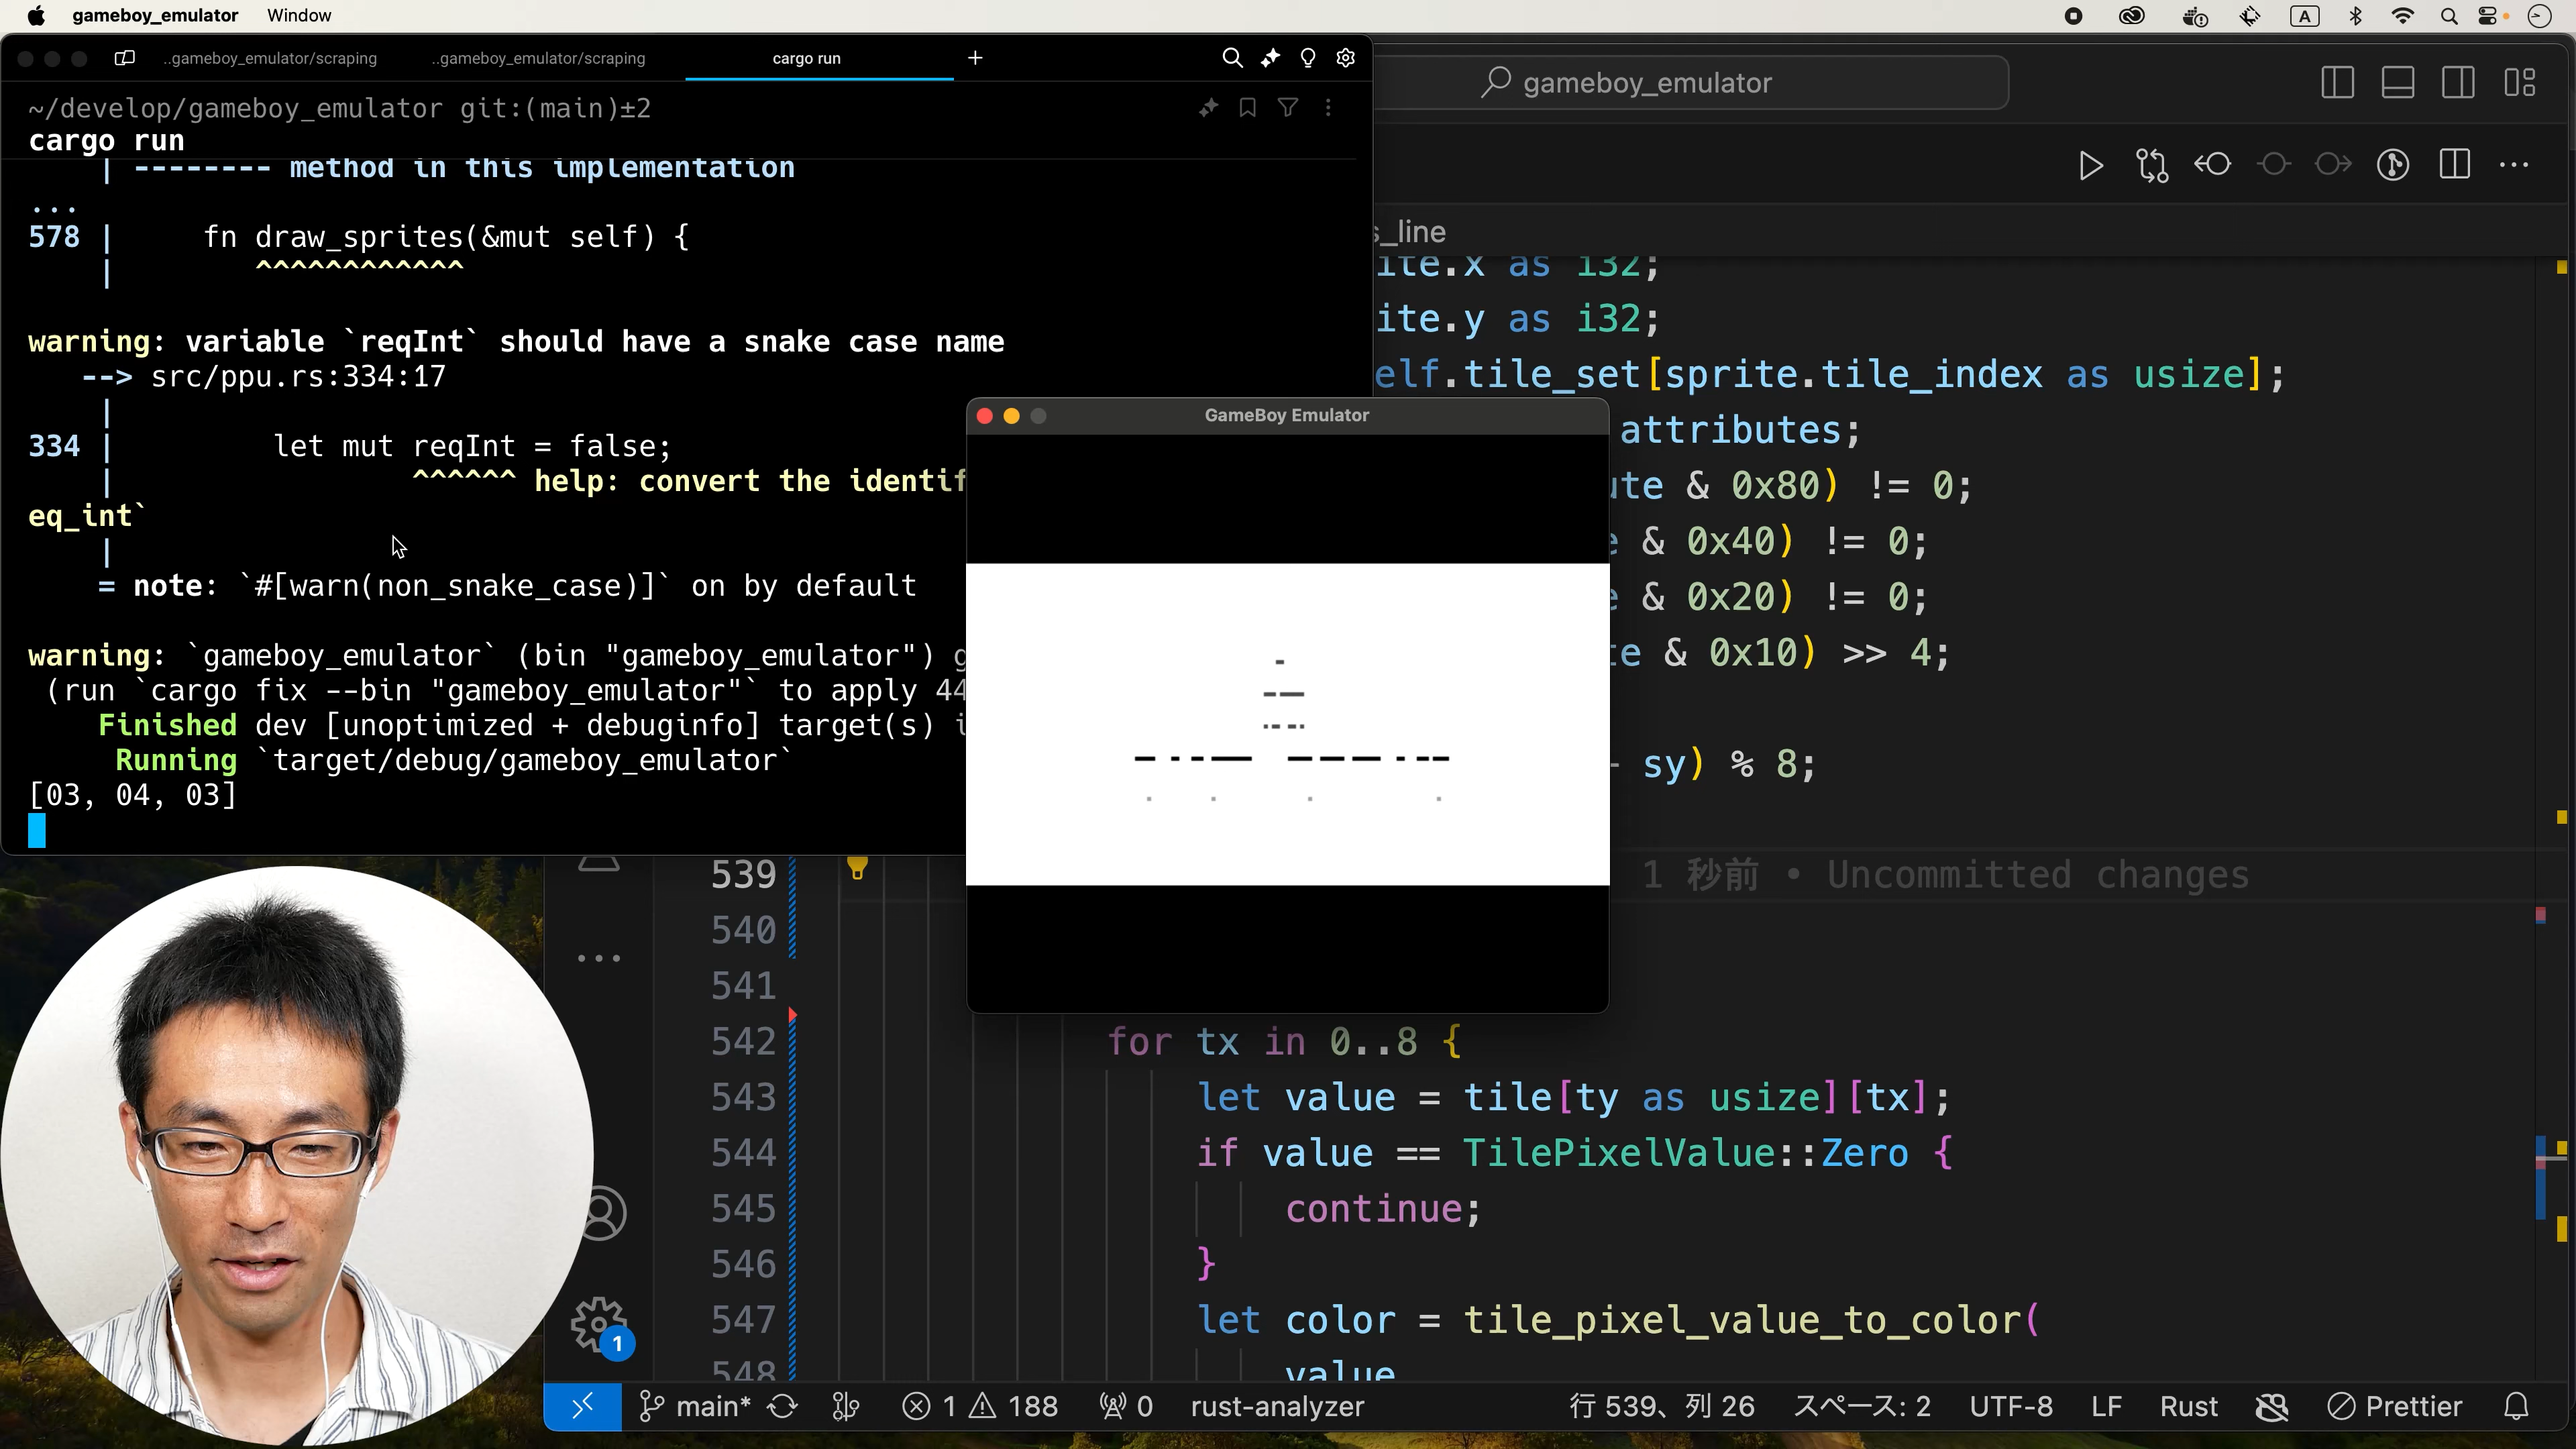 gameboy_emulator Window
A
..gameboy_emulator/scraping ..gameboy_emulator/scraping cargo run +
~/develop/gameboy_emulator git:(main)±2
cargo run
| -------- method in this implementation
...
578 | fn draw_sprites(&mut self) {
| ^^^^^^^^^^^^
warning: variable `reqInt` should have a snake case name
--> src/ppu.rs:334:17
|
334 | let mut reqInt = false;
| ^^^^^^ help: convert the identif
eq_int`
|
= note: `#[warn(non_snake_case)]` on by default
warning: `gameboy_emulator` (bin "gameboy_emulator") g
(run `cargo fix --bin "gameboy_emulator"` to apply 44
Finished dev [unoptimized + debuginfo] target(s) i
Running `target/debug/gameboy_emulator`
[03, 04, 03]
GameBoy Emulator
gameboy_emulator
s_line
ite.x as i32;
ite.y as i32;
elf.tile_set[sprite.tile_index as usize];
attributes;
ute & 0x80) != 0;
e & 0x40) != 0;
e & 0x20) != 0;
te & 0x10) >> 4;
- sy) % 8;
539 1 秒前 • Uncommitted changes
540
541
542 for tx in 0..8 {
543 let value = tile[ty as usize][tx];
544 if value == TilePixelValue::Zero {
545 continue;
546 }
547 let color = tile_pixel_value_to_color(
548 value
1
main* 1 188 0 rust-analyzer 行 539、列 26 スペース: 2 UTF-8 LF Rust Prettier